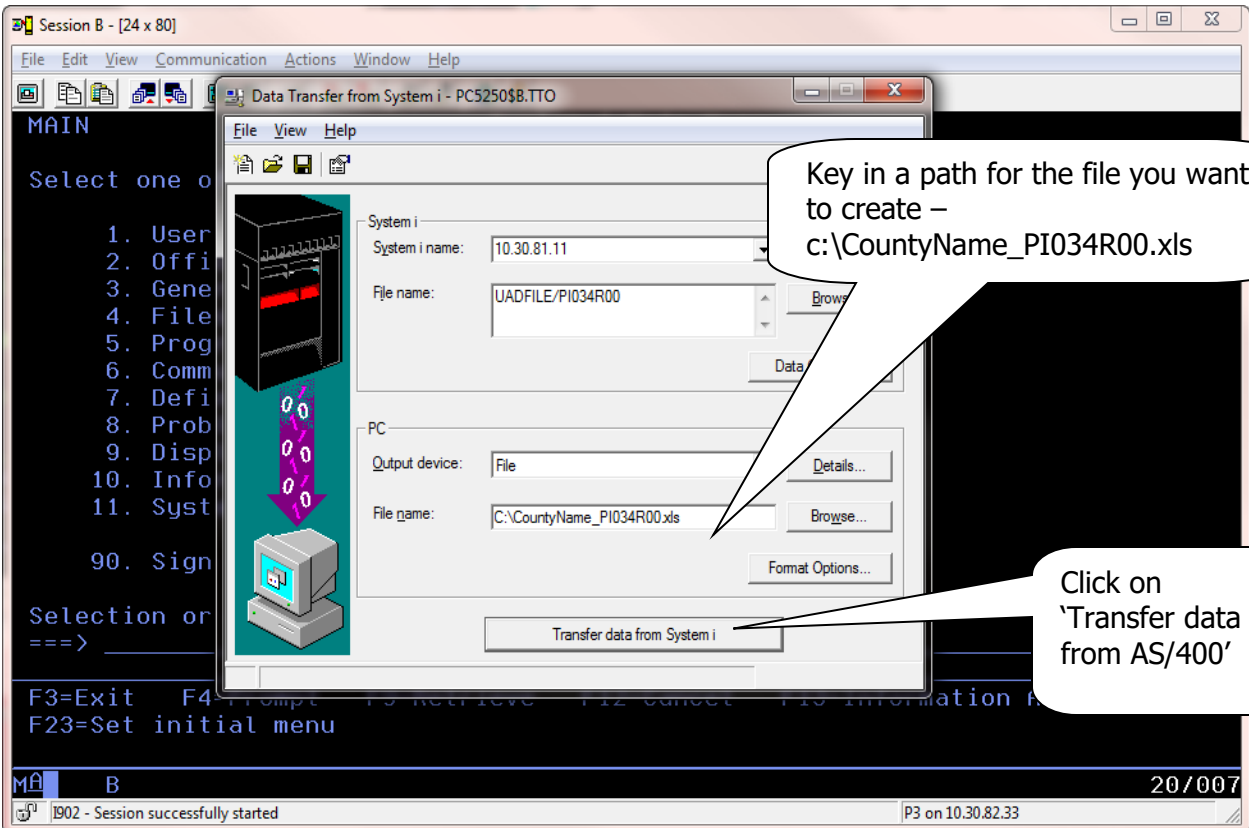 Session B - [24 x 80]
File Edit View Communication Actions Window Help
Data Transfer from System i - PC5250$B.TTO
File View Help
MAIN
Select one o
1. User
2. Offi
3. Gene
4. File
5. Prog
6. Comm
7. Defi
8. Prob
9. Disp
10. Info
11. Syst
90. Sign
Selection or
===>
System i
System i name: 10.30.81.11
File name: UADFILE/PI034R00
Brows
Data
PC
Output device: File Details...
File name: C:\CountyName_PI034R00.xls Browse...
Format Options...
Transfer data from System i
Key in a path for the file you want
to create –
c:\CountyName_PI034R00.xls
Click on
‘Transfer data
from AS/400’
F3=Exit F4=Prompt F9=Retrieve F12=Cancel F13=Information A
F23=Set initial menu
MA B 20/007
I902 - Session successfully started P3 on 10.30.82.33